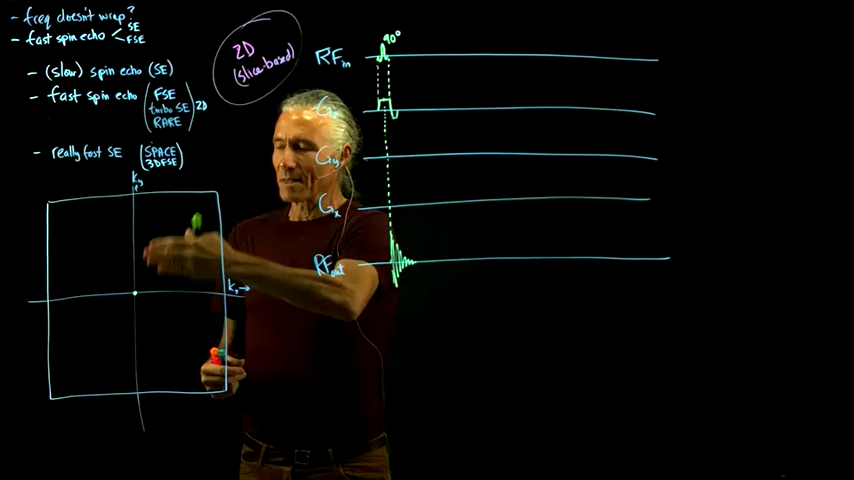 - freq doesn't wrap?
- fast spin echo < SE
FSE
- (slow) spin echo (SE)
- fast spin echo (FSE
turbo SE
RARE) 2D
- really fast SE (SPACE
3DFSE)
2D
(slice-based)
90°
RFin
Gy
Gx
RFout
ky
kx →